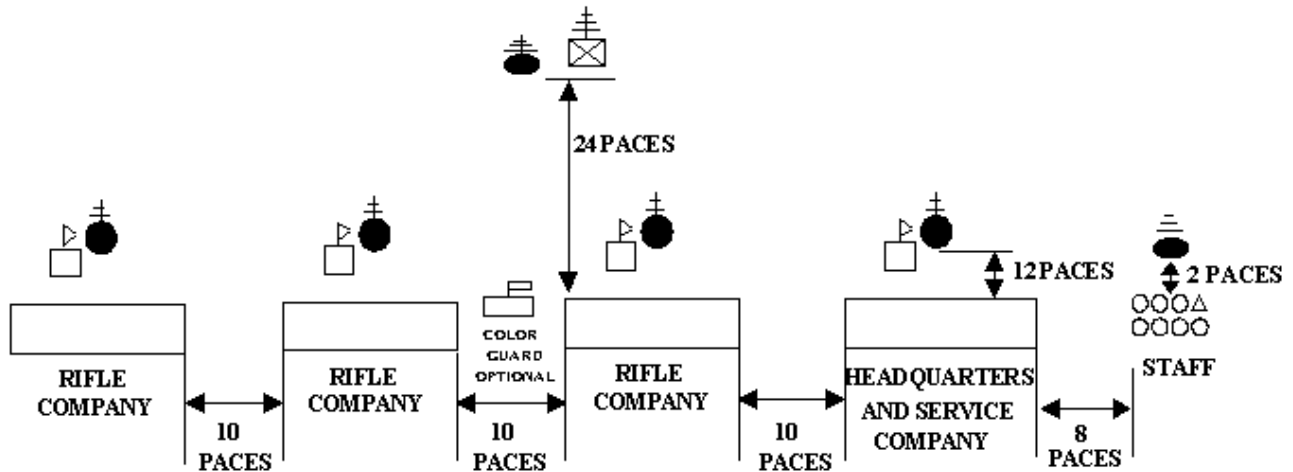 24 PACES
12 PACES
2 PACES
COLOR
GUARD
OPTIONAL
RIFLE
COMPANY
RIFLE
COMPANY
RIFLE
COMPANY
HEADQUARTERS
AND SERVICE
COMPANY
STAFF
10
PACES
10
PACES
10
PACES
8
PACES